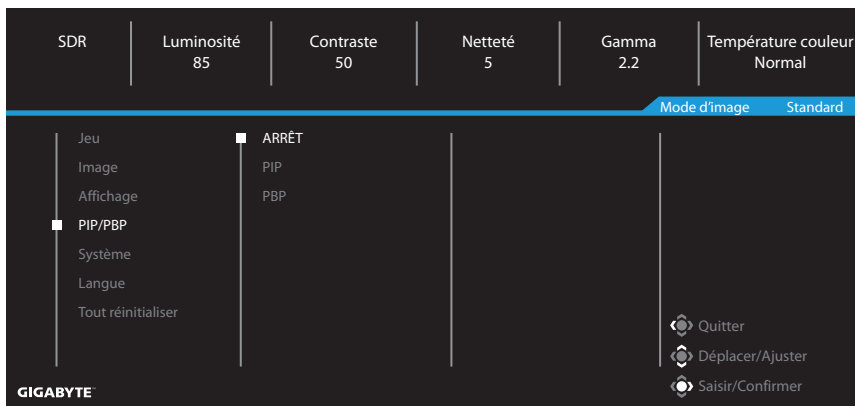 SDR
Luminosité
85
Contraste
50
Netteté
5
Gamma
2.2
Température couleur
Normal
Mode d'image Standard
Jeu
Image
Affichage
PIP/PBP
Système
Langue
Tout réinitialiser
ARRÊT
PIP
PBP
Quitter
Déplacer/Ajuster
Saisir/Confirmer
GIGABYTE™